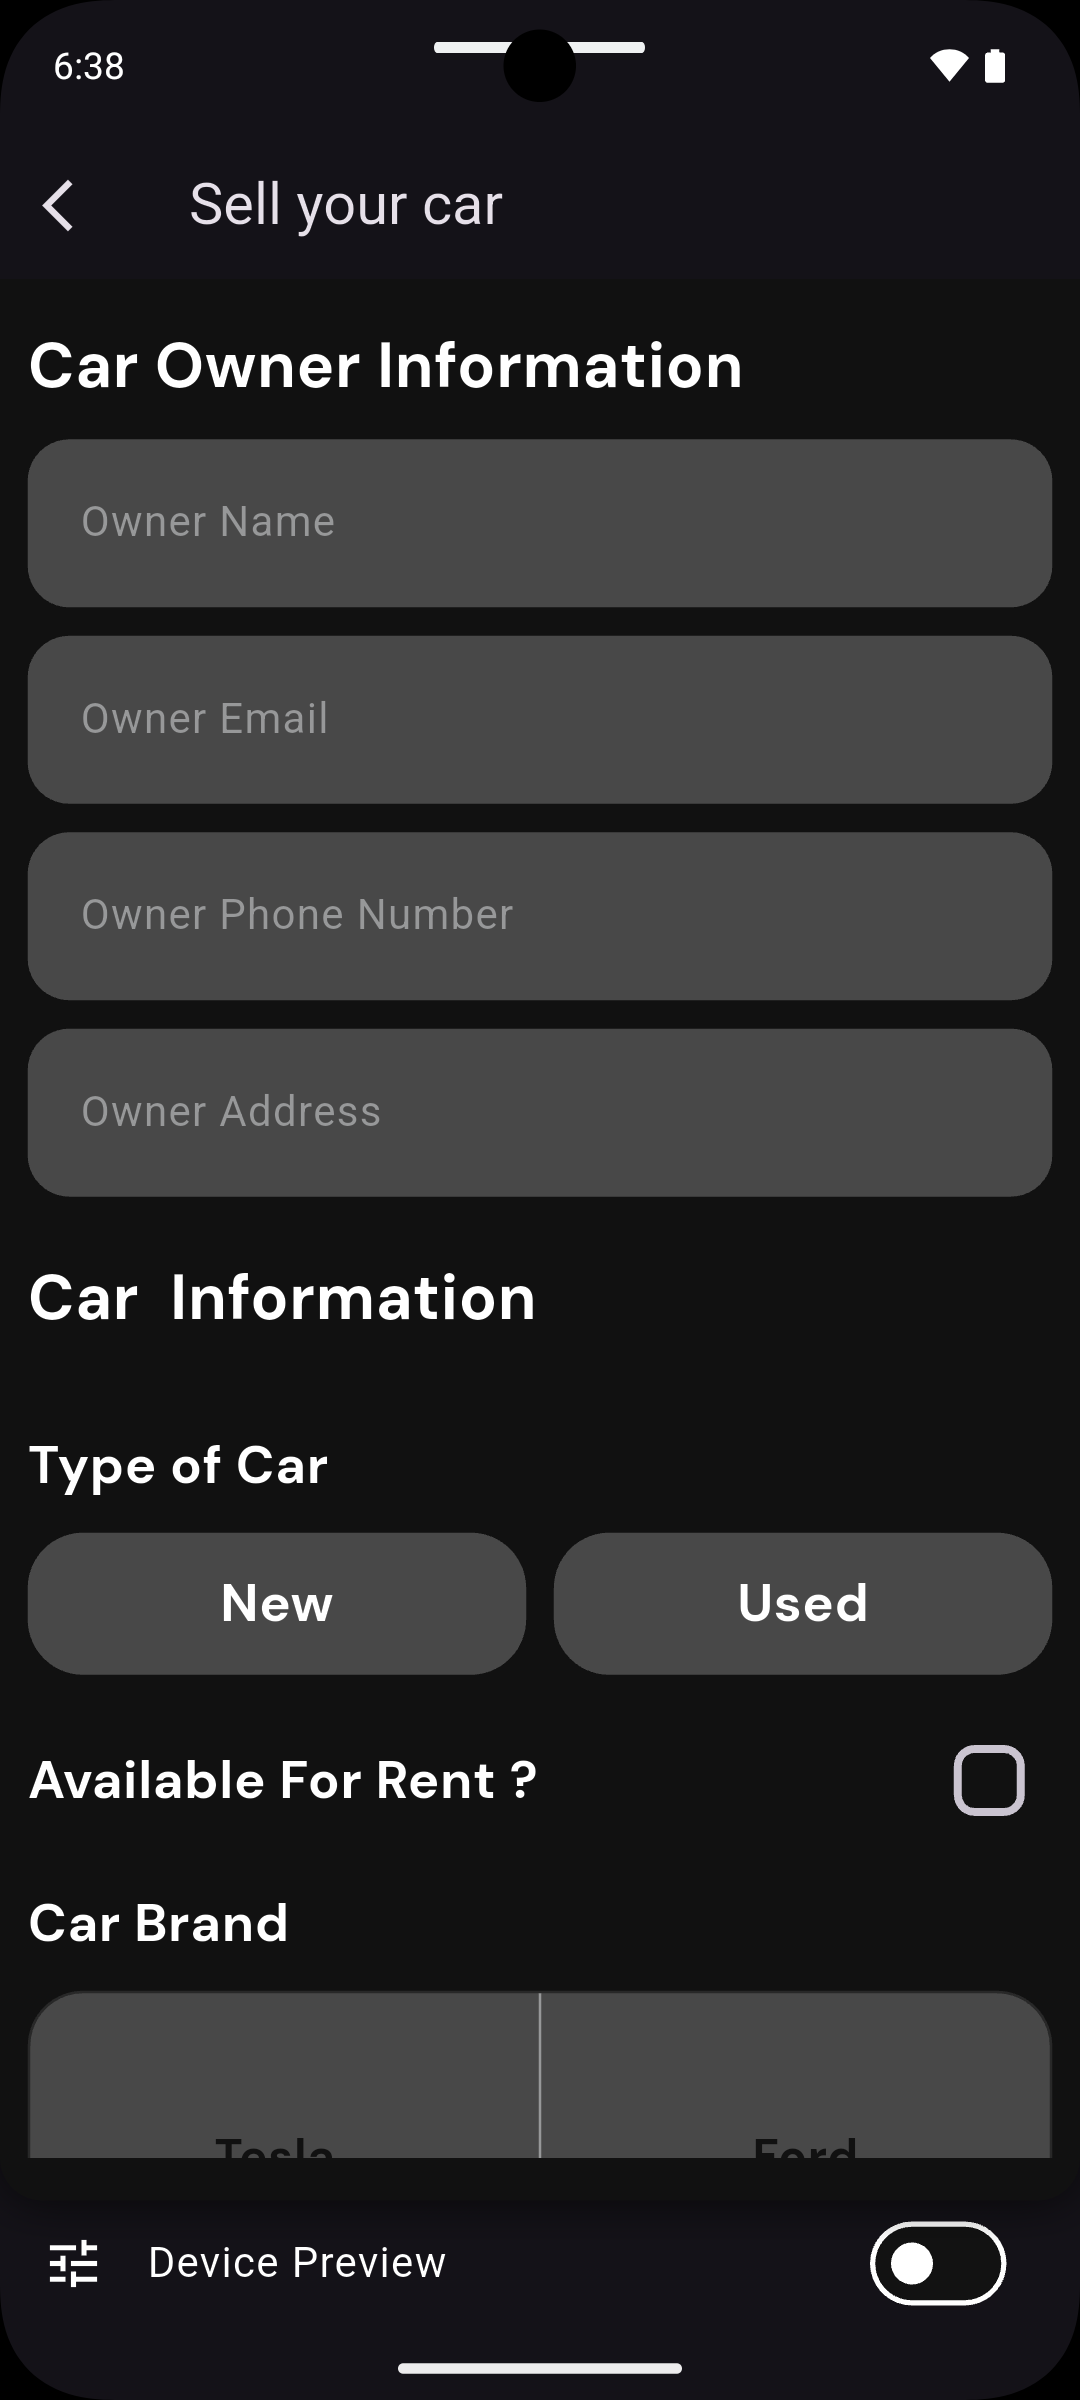 6:38
Sell your car
Car Owner Information
Owner Name
Owner Email
Owner Phone Number
Owner Address
Car  Information
Type of Car
New
Used
Available For Rent ?
Car Brand
Tesla
Ford
Device Preview